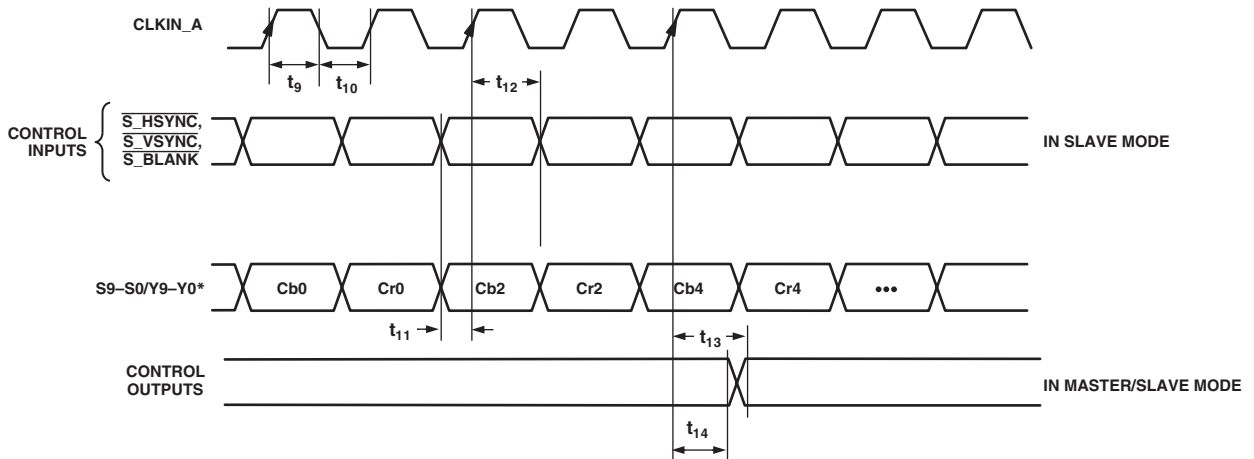 CLKIN_A
t9
t10
t12
CONTROL
INPUTS
S_HSYNC,
S_VSYNC,
S_BLANK
IN SLAVE MODE
S9–S0/Y9–Y0*
Cb0
Cr0
Cb2
Cr2
Cb4
Cr4
•••
t11
t13
CONTROL
OUTPUTS
IN MASTER/SLAVE MODE
t14